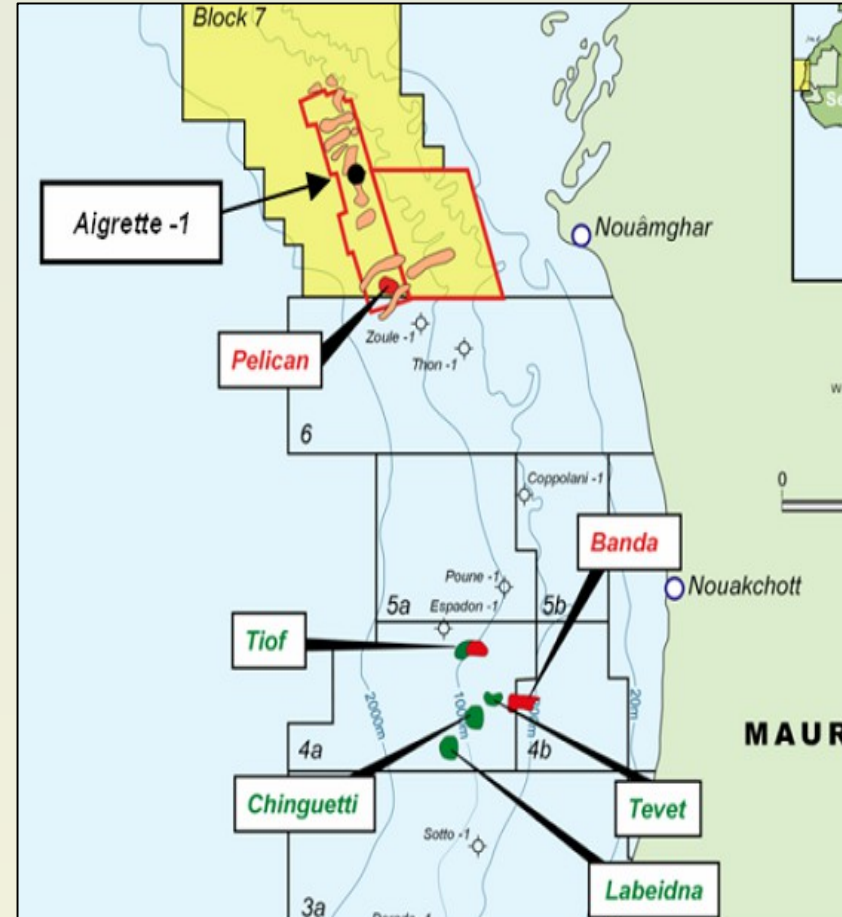 Block 7
Se
Aigrette -1
Nouâmghar
Pelican
Zoule -1
Thon -1
W
6
Coppolani -1
0
Banda
Poune -1
Nouakchott
5a
Espadon -1
5b
Tiof
2000m
20m
MAUR
4a
4b
Chinguetti
Tevet
Sotto -1
Labeidna
3a